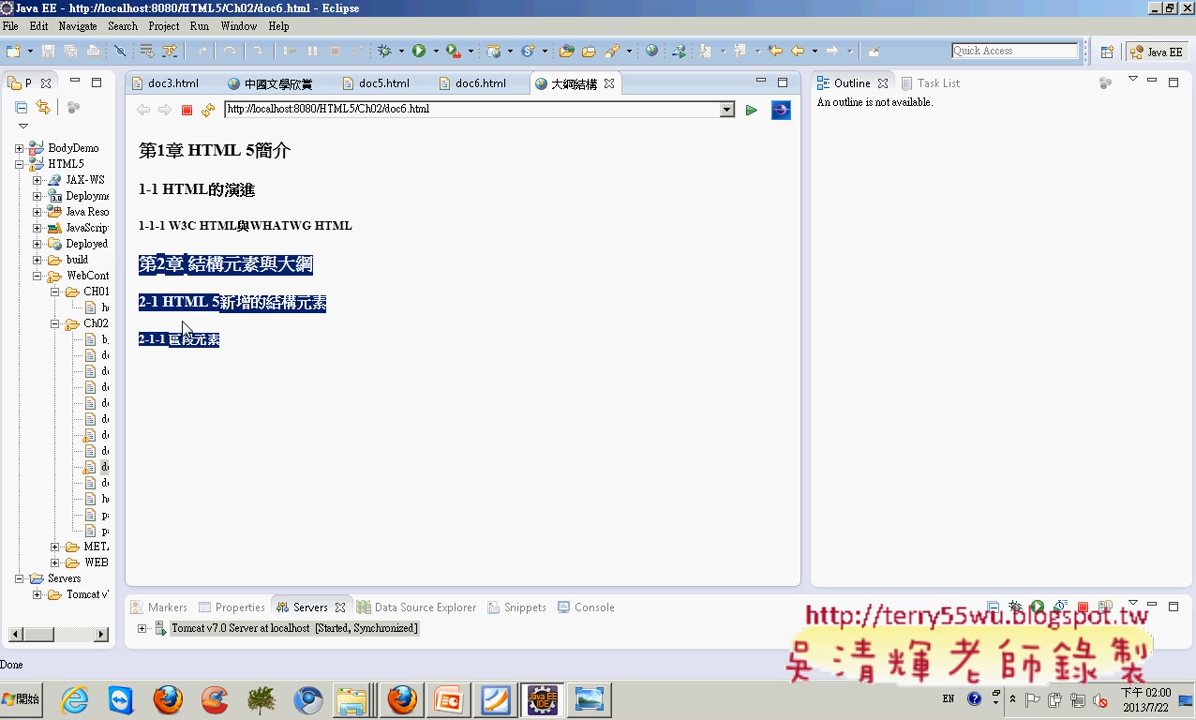 Java EE - http://localhost:8080/HTML5/Ch02/doc6.html - Eclipse
File Edit Navigate Search Project Run Window Help
Quick Access
Java EE
P
doc3.html
中國文學欣賞
doc5.html
doc6.html
大綱結構
Outline
Task List
http://localhost:8080/HTML5/Ch02/doc6.html
An outline is not available.
BodyDemo
HTML5
JAX-WS
Deployme
Java Reso
JavaScrip
Deployed
build
WebCont
CH01
h
Ch02
b
d
d
d
d
d
d
d
d
d
h
p
p
META
WEB
Servers
Tomcat v
第1章 HTML 5簡介
1-1 HTML的演進
1-1-1 W3C HTML與WHATWG HTML
第2章 結構元素與大綱
2-1 HTML 5新增的結構元素
2-1-1 區段元素
Markers
Properties
Servers
Data Source Explorer
Snippets
Console
Tomcat v7.0 Server at localhost [Started, Synchronized]
http://terry55wu.blogspot.tw
吳清輝老師錄製
Done
開始
Java EE
IDE
EN
下午 02:00
2013/7/22